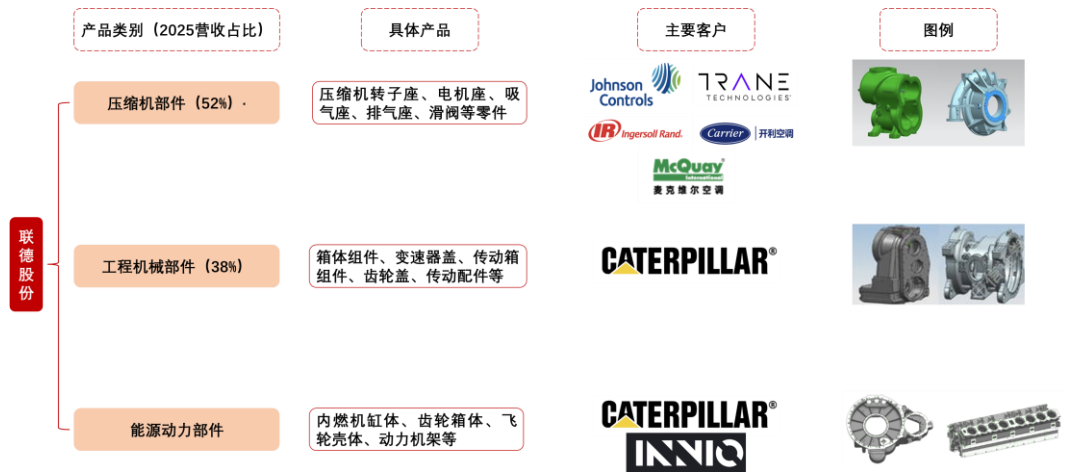 产品类别（2025营收占比）
具体产品
主要客户
图例
联德股份
压缩机部件（52%）·
压缩机转子座、电机座、吸
气座、排气座、滑阀等零件
Johnson
Controls
TRANE
TECHNOLOGIES
IR Ingersoll Rand.
Carrier 开利空调
McQuay®
International
麦克维尔空调
工程机械部件（38%）
箱体组件、变速器盖、传动箱
组件、齿轮盖、传动配件等
CATERPILLAR®
能源动力部件
内燃机缸体、齿轮箱体、飞
轮壳体、动力机架等
CATERPILLAR®
INNIO